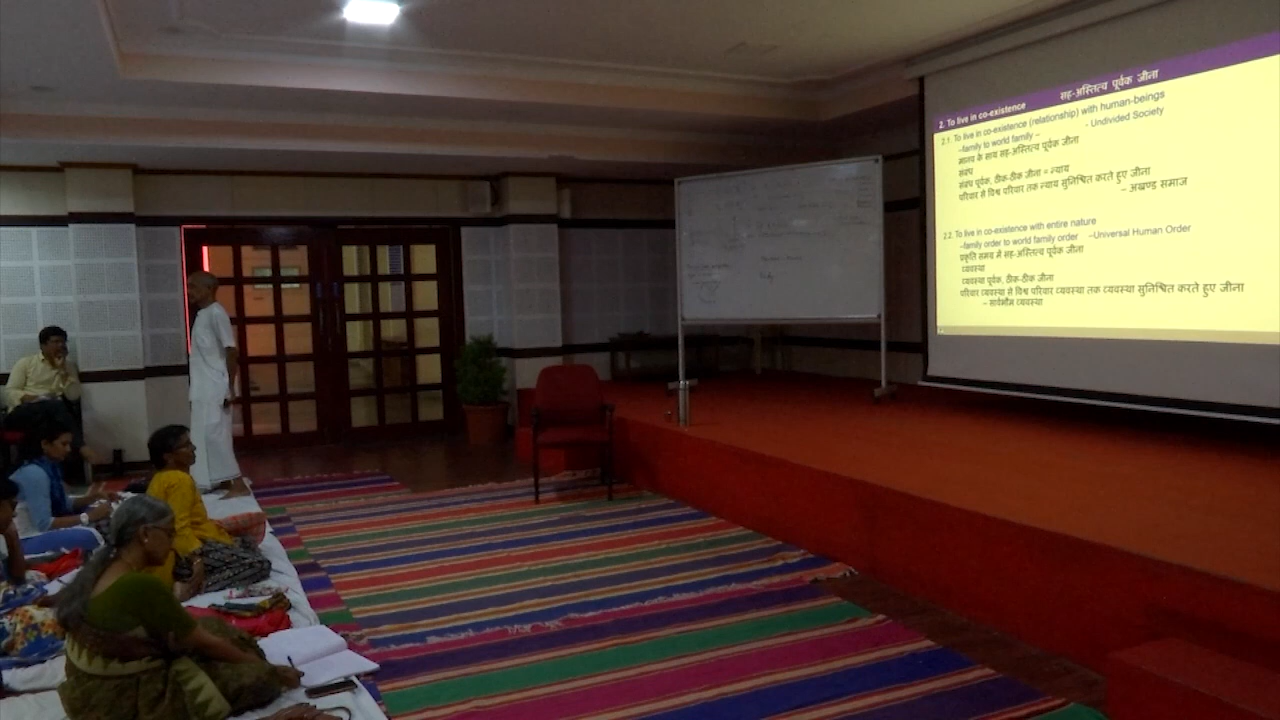 2. To live in co-existence सह-अस्तित्व पूर्वक जीना
2.1. To live in co-existence (relationship) with human-beings
–family to world family – - Undivided Society
मानव के साथ सह-अस्तित्व पूर्वक जीना
संबंध
संबंध पूर्वक, ठीक-ठीक जीना = न्याय
परिवार से विश्व परिवार तक न्याय सुनिश्चित करते हुए जीना
– अखण्ड समाज
2.2. To live in co-existence with entire nature
–family order to world family order –Universal Human Order
प्रकृति समग्र में सह-अस्तित्व पूर्वक जीना
व्यवस्था
व्यवस्था पूर्वक, ठीक-ठीक जीना
परिवार व्यवस्था से विश्व परिवार व्यवस्था तक व्यवस्था सुनिश्चित करते हुए जीना
– सार्वभौम व्यवस्था